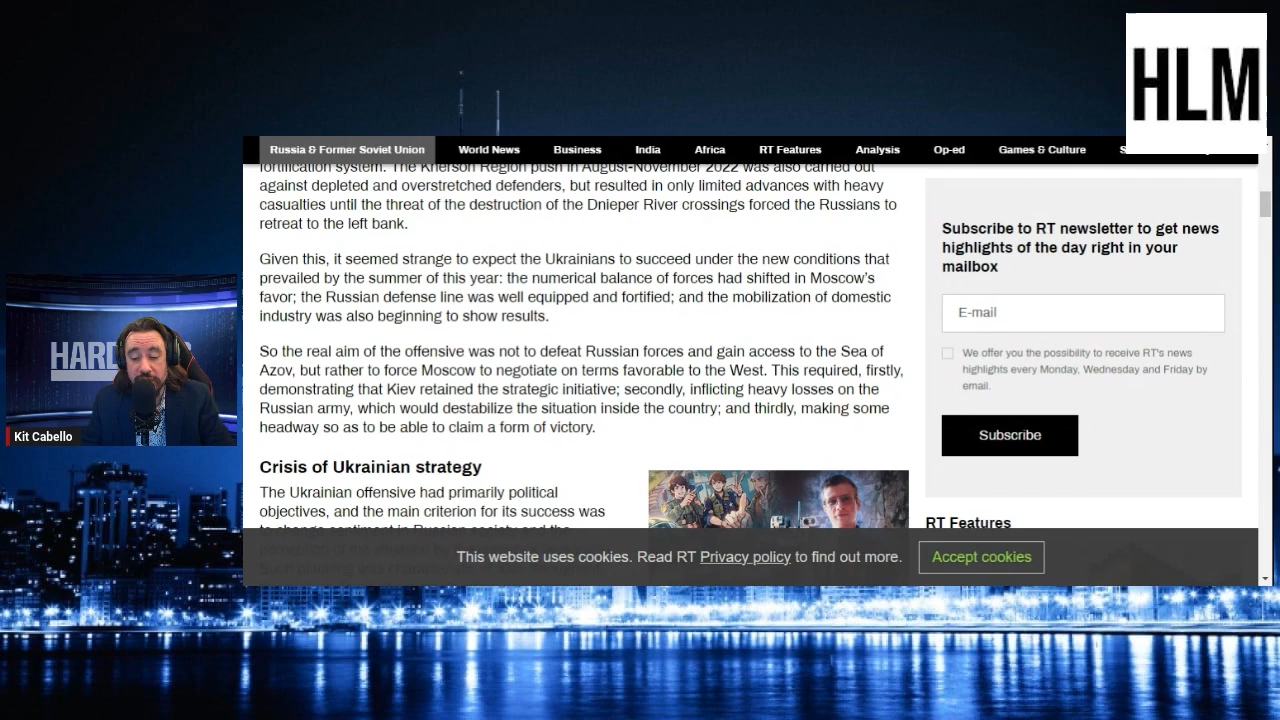 HLM
Russia & Former Soviet Union
World News
Business
India
Africa
RT Features
Analysis
Op-ed
Games & Culture
fortification system. The Kherson Region push in August-November 2022 was also carried out
against depleted and overstretched defenders, but resulted in only limited advances with heavy
casualties until the threat of the destruction of the Dnieper River crossings forced the Russians to
retreat to the left bank.
Given this, it seemed strange to expect the Ukrainians to succeed under the new conditions that
prevailed by the summer of this year: the numerical balance of forces had shifted in Moscow's
favor; the Russian defense line was well equipped and fortified; and the mobilization of domestic
industry was also beginning to show results.
So the real aim of the offensive was not to defeat Russian forces and gain access to the Sea of
Azov, but rather to force Moscow to negotiate on terms favorable to the West. This required, firstly,
demonstrating that Kiev retained the strategic initiative; secondly, inflicting heavy losses on the
Russian army, which would destabilize the situation inside the country; and thirdly, making some
headway so as to be able to claim a form of victory.
Crisis of Ukrainian strategy
The Ukrainian offensive had primarily political
objectives, and the main criterion for its success was
to change sentiment in Russian society and the
Subscribe to RT newsletter to get news
highlights of the day right in your
mailbox
E-mail
We offer you the possibility to receive RT's news
highlights every Monday, Wednesday and Friday by
email.
Subscribe
RT Features
This website uses cookies. Read RT Privacy policy to find out more.
Accept cookies
HARD
Kit Cabello